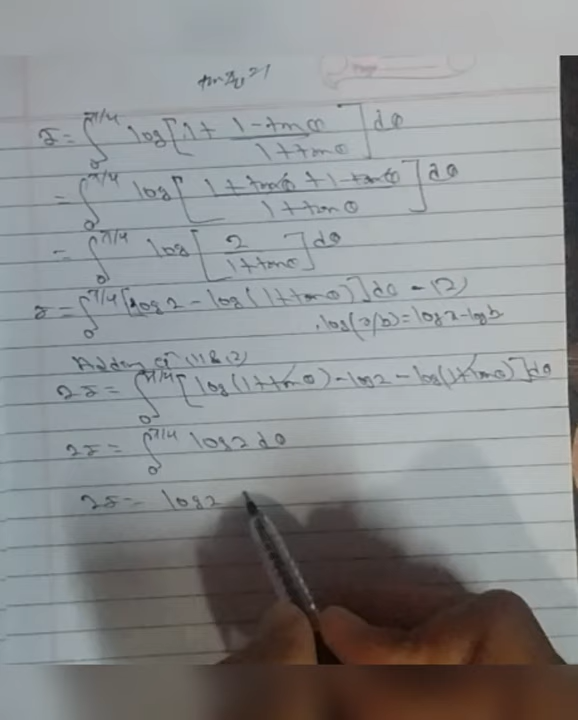 tan π/4 = 1
I = ∫₀^{π/4} log[1 + (1 - tanθ)/(1 + tanθ)] dθ
= ∫₀^{π/4} log[(1 + tanθ + 1 - tanθ)/(1 + tanθ)] dθ
= ∫₀^{π/4} log[2/(1 + tanθ)] dθ
I = ∫₀^{π/4} [log 2 - log(1 + tanθ)] dθ - (2)
log(a/b) = log a - log b
Adding (1) & (2)
2I = ∫₀^{π/4} [log(1 + tanθ) - log 2 - log(1 + tanθ)] dθ
2I = ∫₀^{π/4} log 2 dθ
2I = log 2